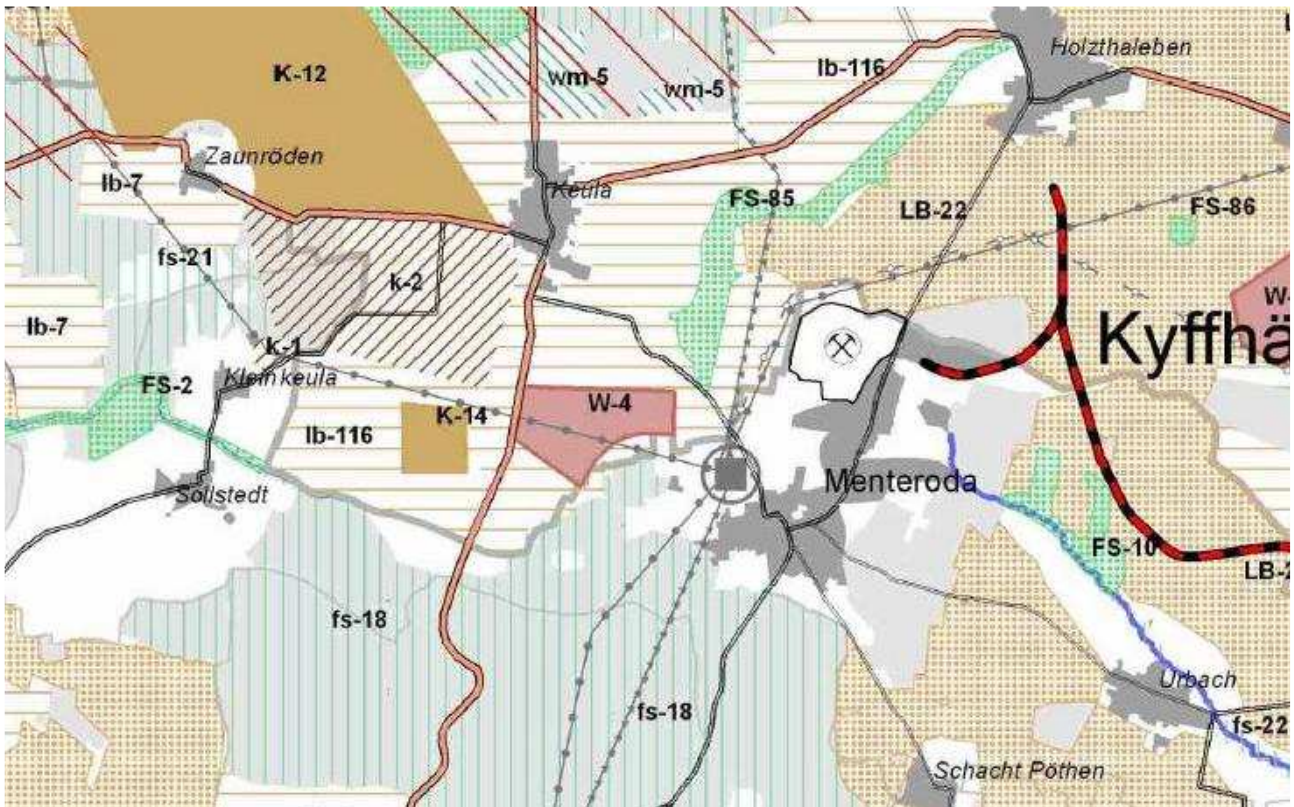 Holzthaleben
K-12
wm-5
lb-116
wm-5
Zaunröden
lb-7
Keula
FS-85
LB-22
FS-86
fs-21
k-2
W-
lb-7
k-1
Kyffhä
Kleinkeula
FS-2
K-14
W-4
lb-116
Menteroda
Sollstedt
FS-10
LB-2
fs-18
Urbach
fs-18
fs-22
Schacht Pöthen